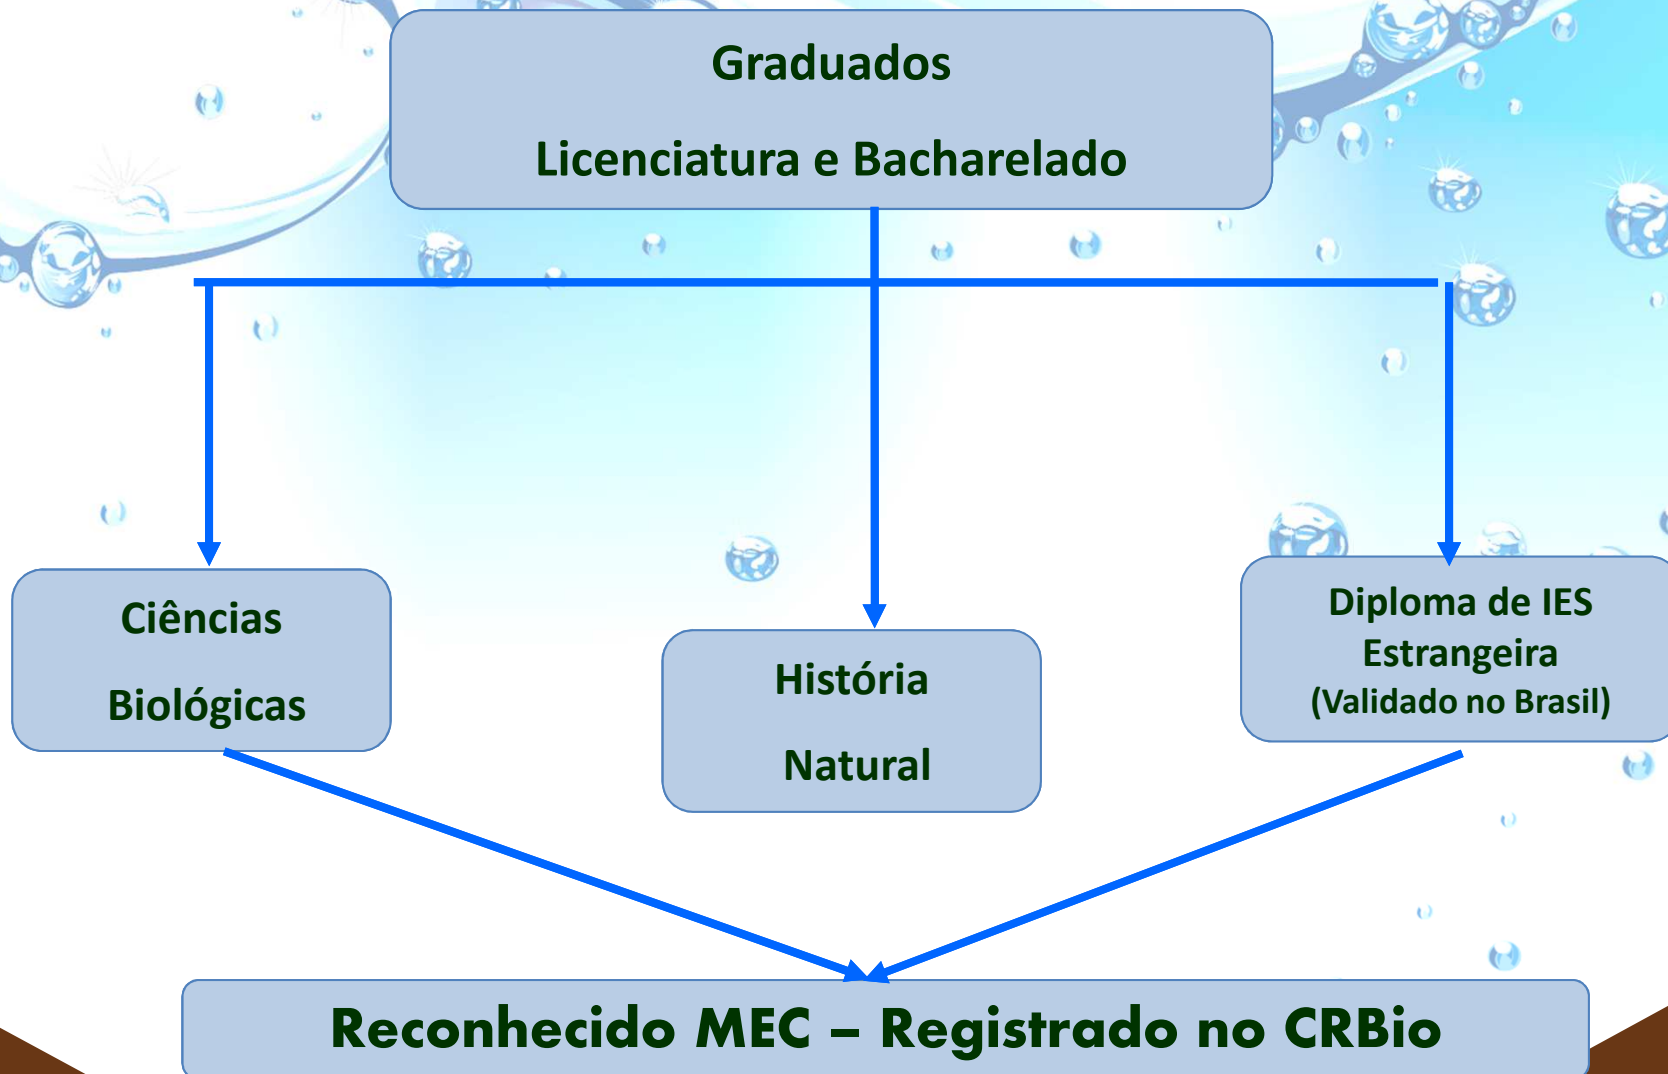 Graduados
Licenciatura e Bacharelado
Ciências
Biológicas
História
Natural
Diploma de IES
Estrangeira
(Validado no Brasil)
Reconhecido MEC – Registrado no CRBio